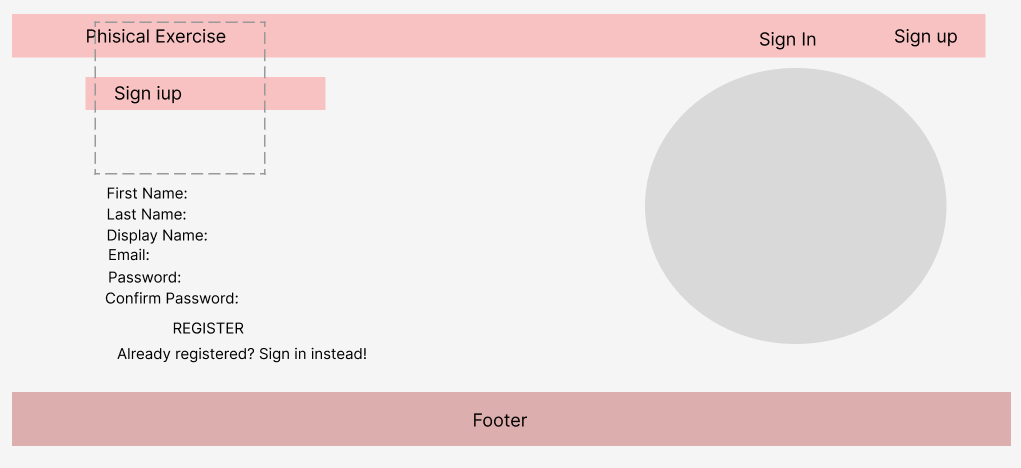 Phisical Exercise
Sign In
Sign up
Sign iup
First Name:
Last Name:
Display Name:
Email:
Password:
Confirm Password:
REGISTER
Already registered? Sign in instead!
Footer